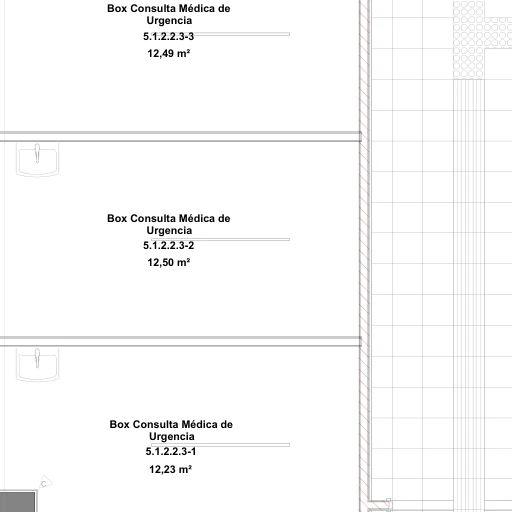 Box Consulta Médica de
Urgencia
5.1.2.2.3-3
12,49 m²
Box Consulta Médica de
Urgencia
5.1.2.2.3-2
12,50 m²
Box Consulta Médica de
Urgencia
5.1.2.2.3-1
12,23 m²
C